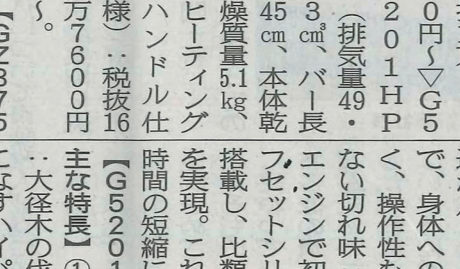 0円〜▽G5
201HP
(排気量49・
3㎤、バー長
45㎝、本体乾
燥質量5.1kg、
ヒーティング
ハンドル仕
様)：税抜16
万7600円
〜。
【GZ375
で、身体への
く、操作性も
ない切れ味
エンジンで初
フセットシリ
搭載し、比類
を実現。これ
時間の短縮に
【G5201
主な特長】①
：大径木の伐
こなすハイパ